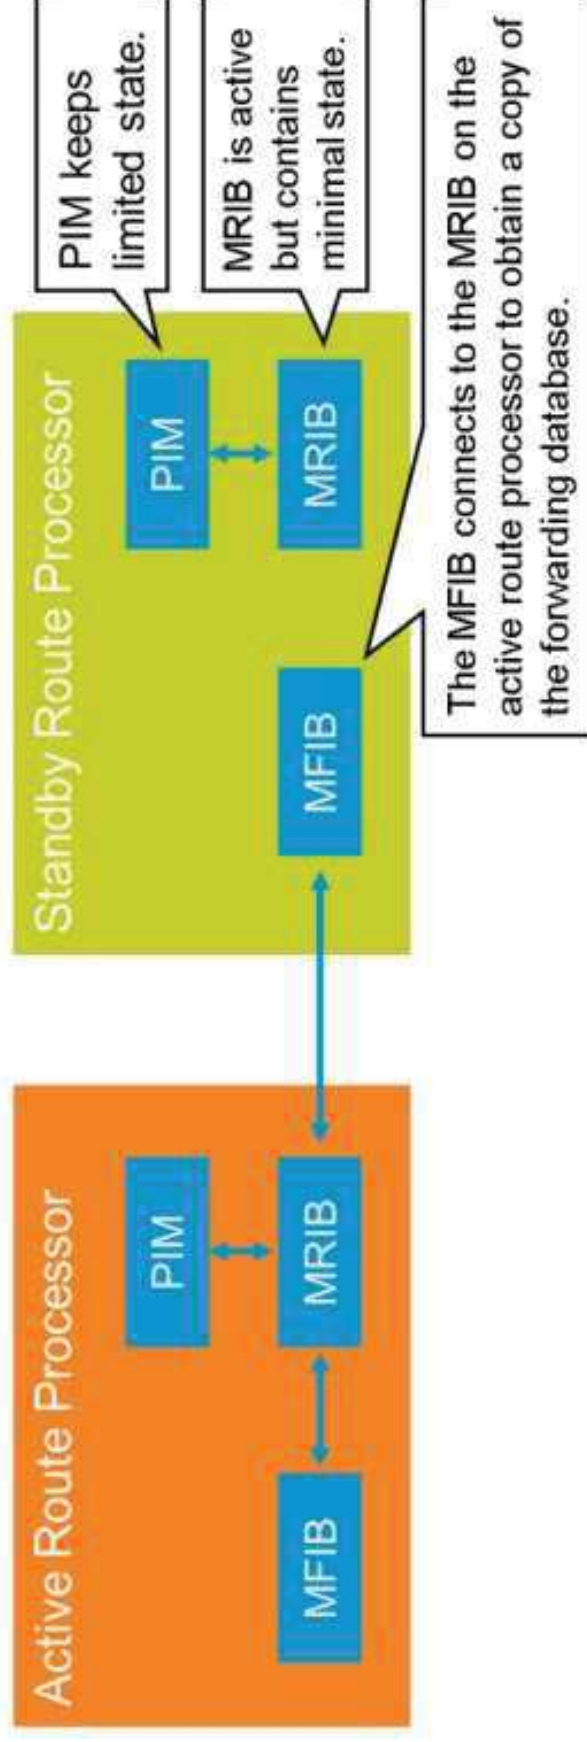 Active Route Processor
PIM
MFIB
MRIB
Standby Route Processor
PIM
MFIB
MRIB
PIM keeps
limited state.
MRIB is active
but contains
minimal state.
The MFIB connects to the MRIB on the
active route processor to obtain a copy of
the forwarding database.